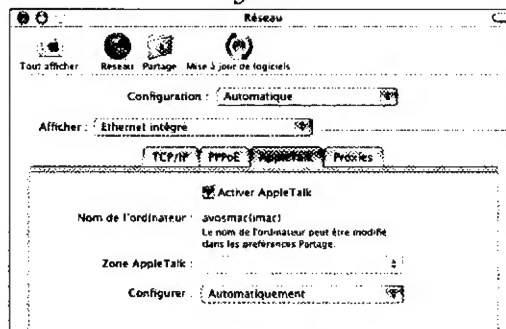 Réseau
Tout afficher Réseau Partage Mise à jour de logiciels
Configuration : Automatique
Afficher : Ethernet intégré
TCP/IP PPPoE AppleTalk Proxies
Activer AppleTalk
Nom de l'ordinateur : avosmac(imac)
Le nom de l'ordinateur peut être modifié
dans les préférences Partage.
Zone AppleTalk :
Configurer : Automatiquement